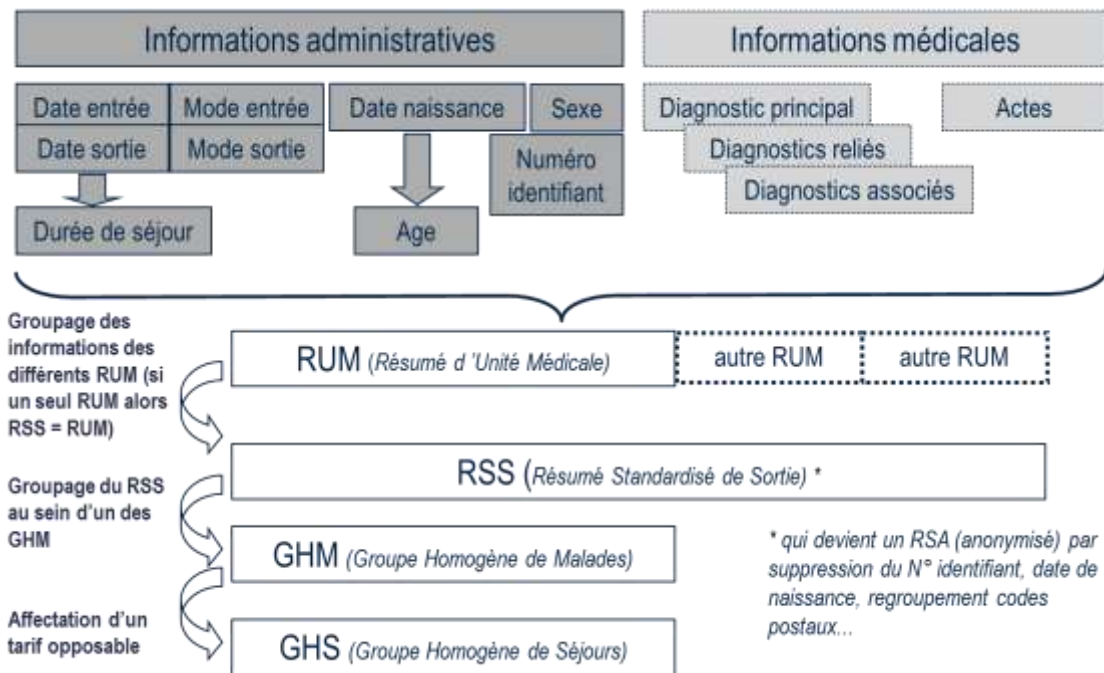 Informations administratives
Informations médicales
Date entrée
Mode entrée
Date naissance
Sexe
Diagnostic principal
Actes
Date sortie
Mode sortie
Numéro
identifiant
Diagnostics reliés
Diagnostics associés
Durée de séjour
Age
Groupage des
informations des
différents RUM (si
un seul RUM alors
RSS = RUM)
RUM (Résumé d 'Unité Médicale)
autre RUM
autre RUM
RSS (Résumé Standardisé de Sortie) *
Groupage du RSS
au sein d'un des
GHM
GHM (Groupe Homogène de Malades)
* qui devient un RSA (anonymisé) par
suppression du N° identifiant, date de
naissance, regroupement codes
postaux...
Affectation d'un
tarif opposable
GHS (Groupe Homogène de Séjours)